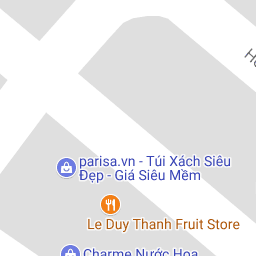 parisa.vn - Túi Xách Siêu
Đẹp - Giá Siêu Mềm
Le Duy Thanh Fruit Store
Charme Nước Hoa